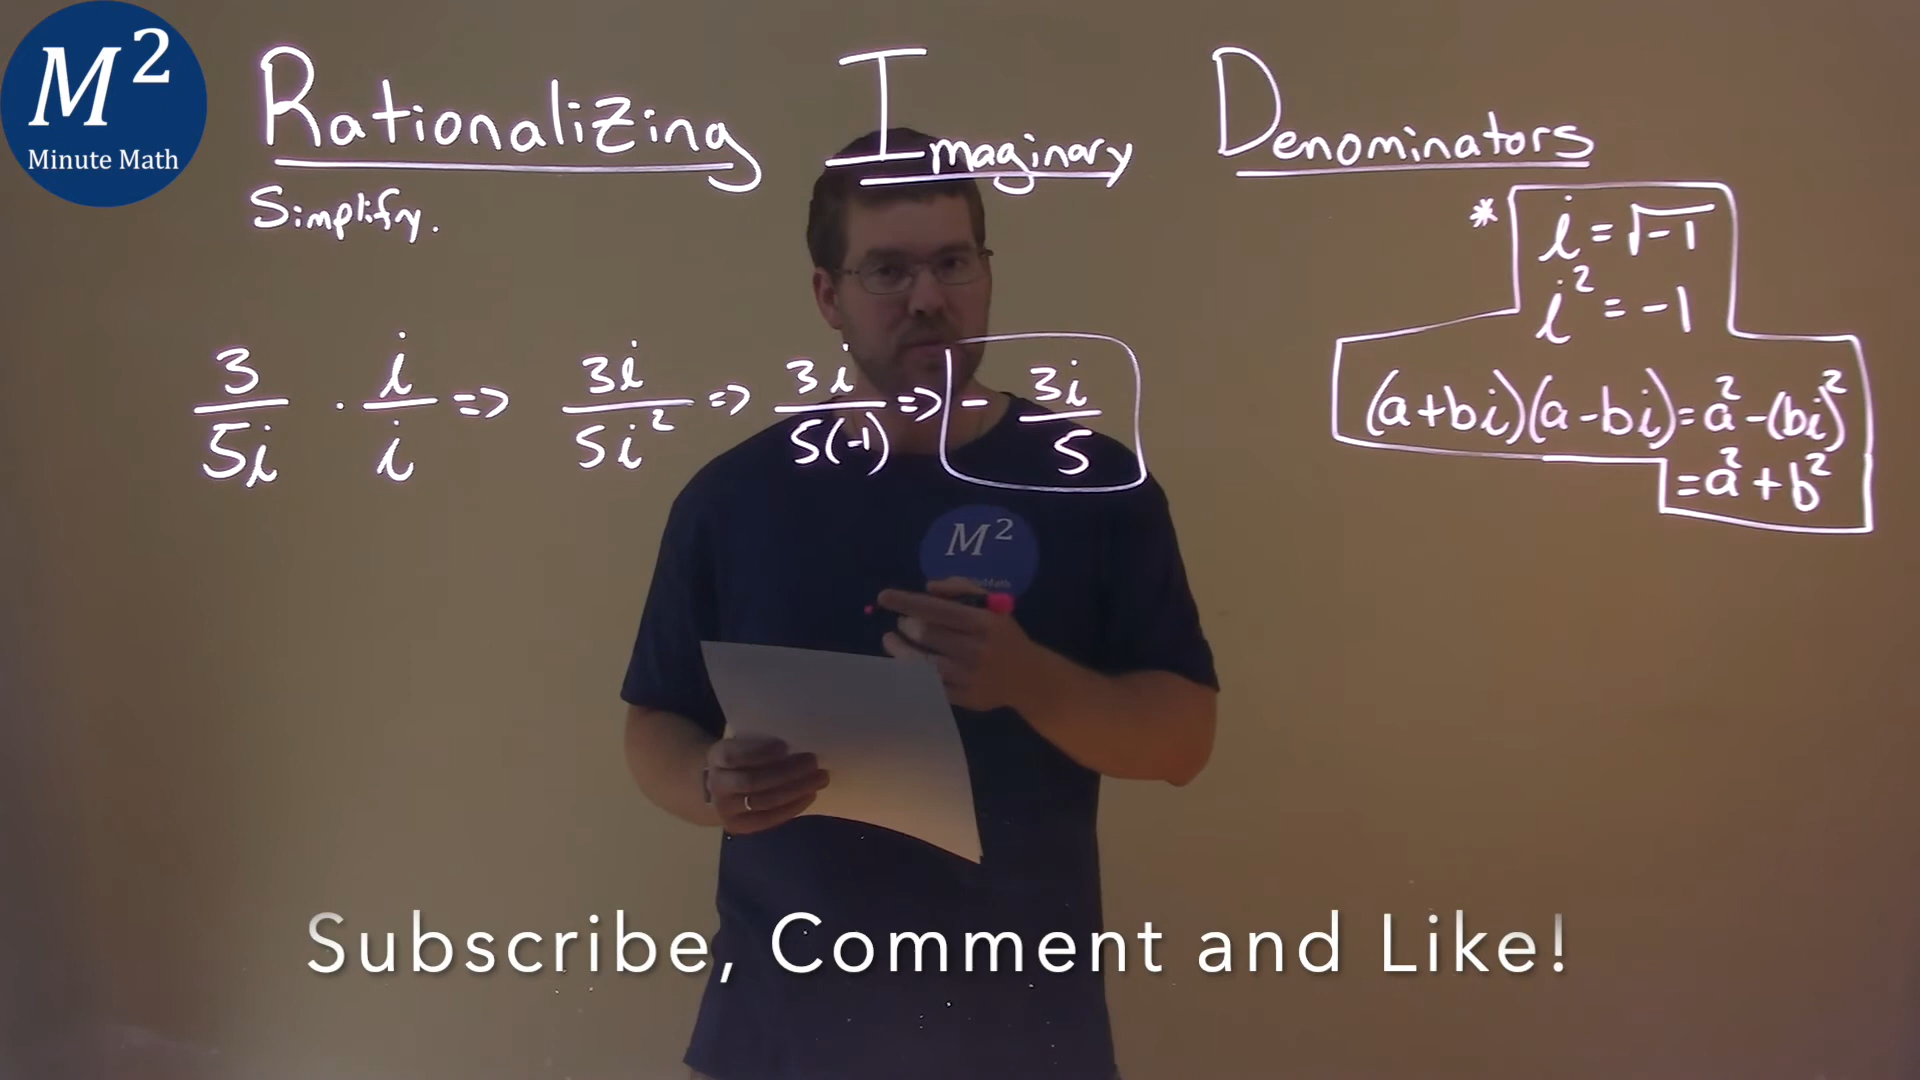 M²
Minute Math
Rationalizing Imaginary Denominators
Simplify.
* i = √-1
i² = -1
3/5i · i/i => 3i/5i² => 3i/5(-1) => - 3i/5
(a+bi)(a-bi)=a²-(bi)²
=a²+b²
M²
Subscribe, Comment and Like!